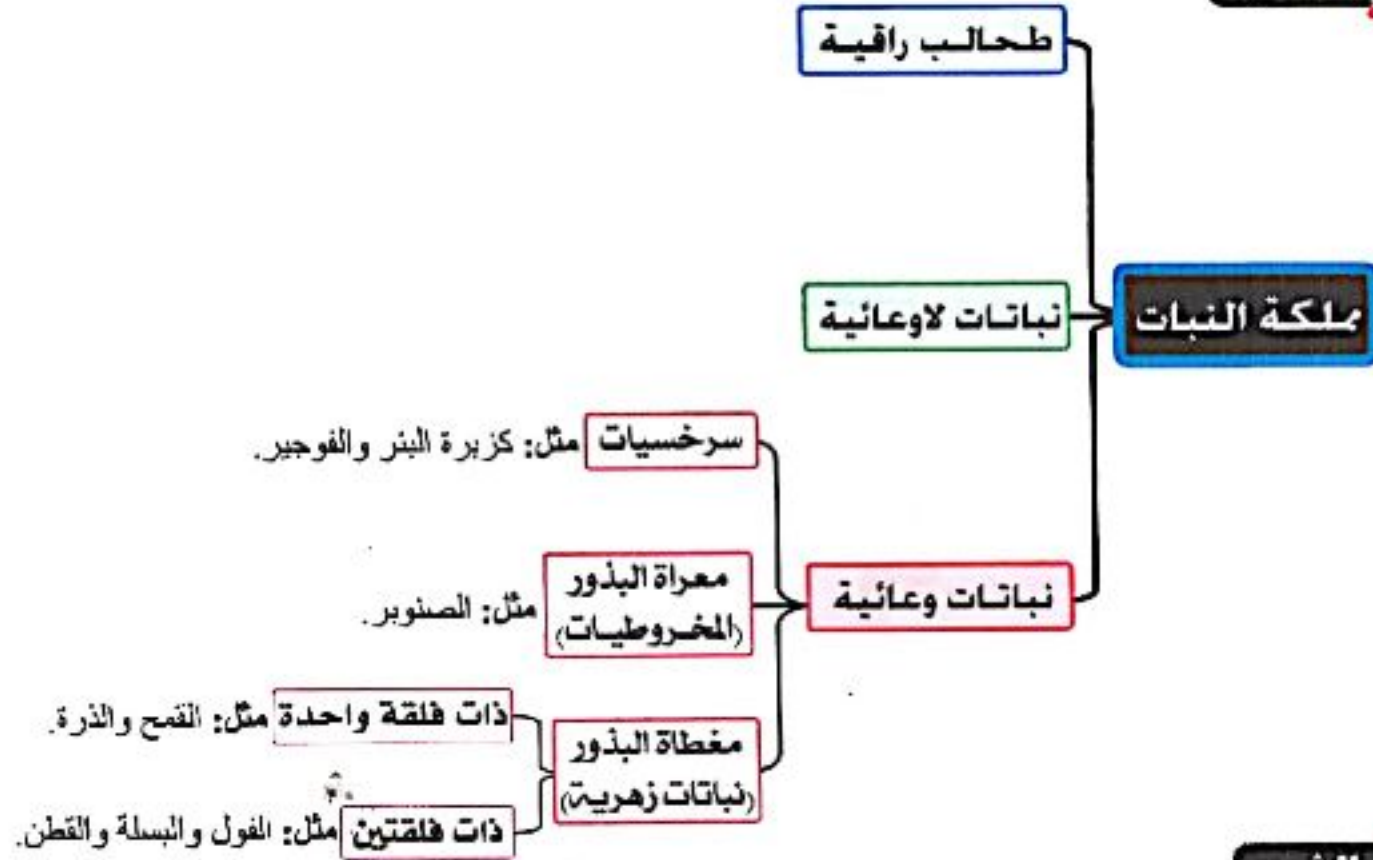 طحالب راقية
مملكة النبات
نباتات لاوعائية
سرخسيات مثل: كزبرة البئر والفوجير.
نباتات وعائية
معراة البذور
(المخروطيات)
مثل: الصنوبر.
مغطاة البذور
(نباتات زهرية)
ذات فلقة واحدة مثل: القمح والذرة.
ذات فلقتين مثل: الفول والبسلة والقطن.